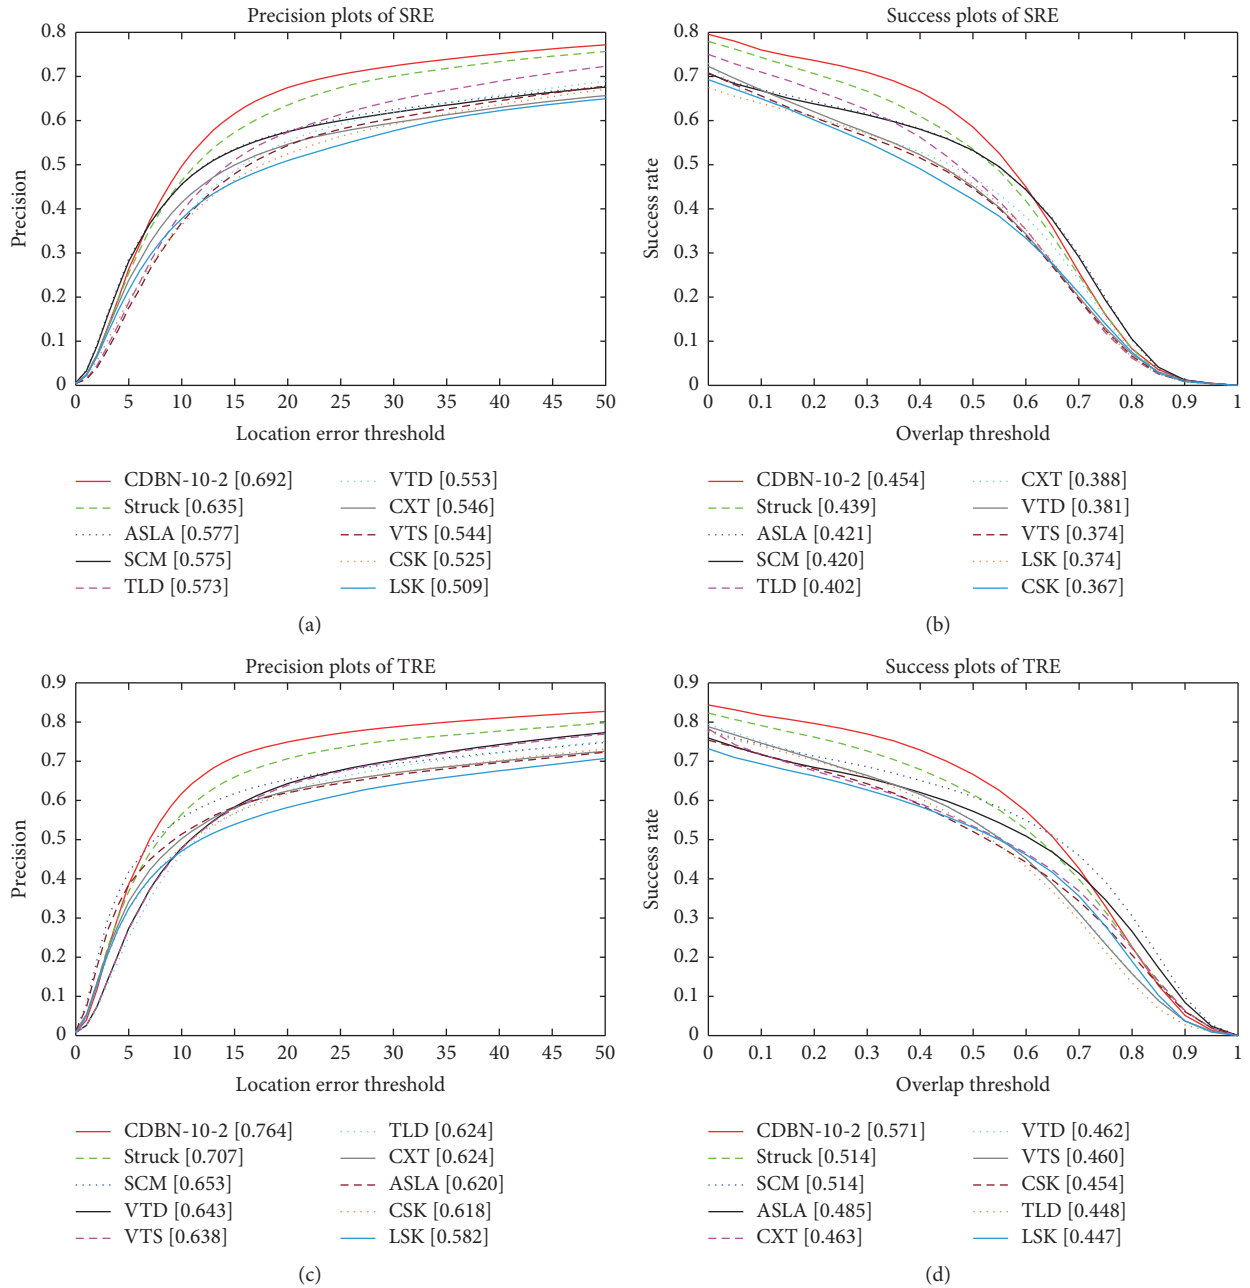 Precision plots of SRE
0.8
0.7
0.6
0.5
0.4
0.3
0.2
0.1
0
Precision
0 5 10 15 20 25 30 35 40 45 50
Location error threshold
CDBN-10-2 [0.692]
Struck [0.635]
ASLA [0.577]
SCM [0.575]
TLD [0.573]
VTD [0.553]
CXT [0.546]
VTS [0.544]
CSK [0.525]
LSK [0.509]
(a)
Success plots of SRE
0.8
0.7
0.6
0.5
0.4
0.3
0.2
0.1
0
Success rate
0 0.1 0.2 0.3 0.4 0.5 0.6 0.7 0.8 0.9 1
Overlap threshold
CDBN-10-2 [0.454]
Struck [0.439]
ASLA [0.421]
SCM [0.420]
TLD [0.402]
CXT [0.388]
VTD [0.381]
VTS [0.374]
LSK [0.374]
CSK [0.367]
(b)
Precision plots of TRE
0.9
0.8
0.7
0.6
0.5
0.4
0.3
0.2
0.1
0
Precision
0 5 10 15 20 25 30 35 40 45 50
Location error threshold
CDBN-10-2 [0.764]
Struck [0.707]
SCM [0.653]
VTD [0.643]
VTS [0.638]
TLD [0.624]
CXT [0.624]
ASLA [0.620]
CSK [0.618]
LSK [0.582]
(c)
Success plots of TRE
0.9
0.8
0.7
0.6
0.5
0.4
0.3
0.2
0.1
0
Success rate
0 0.1 0.2 0.3 0.4 0.5 0.6 0.7 0.8 0.9 1
Overlap threshold
CDBN-10-2 [0.571]
Struck [0.514]
SCM [0.514]
ASLA [0.485]
CXT [0.463]
VTD [0.462]
VTS [0.460]
CSK [0.454]
TLD [0.448]
LSK [0.447]
(d)